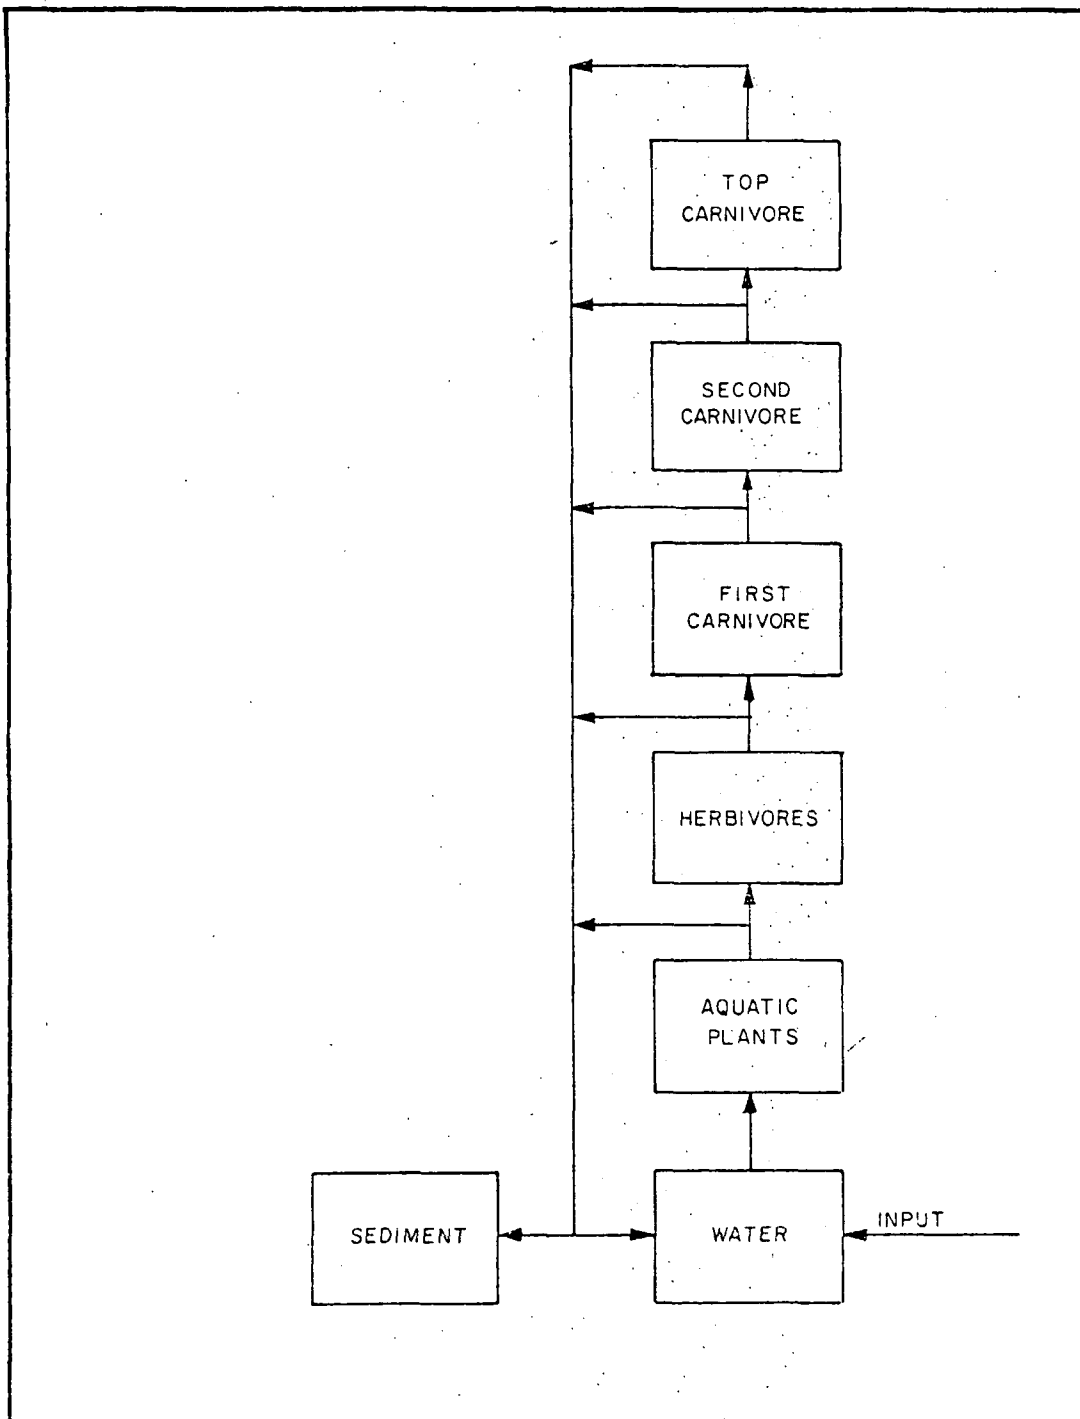 TOP
CARNIVORE
SECOND
CARNIVORE
FIRST
CARNIVORE
HERBIVORES
AQUATIC
PLANTS
SEDIMENT
WATER
INPUT